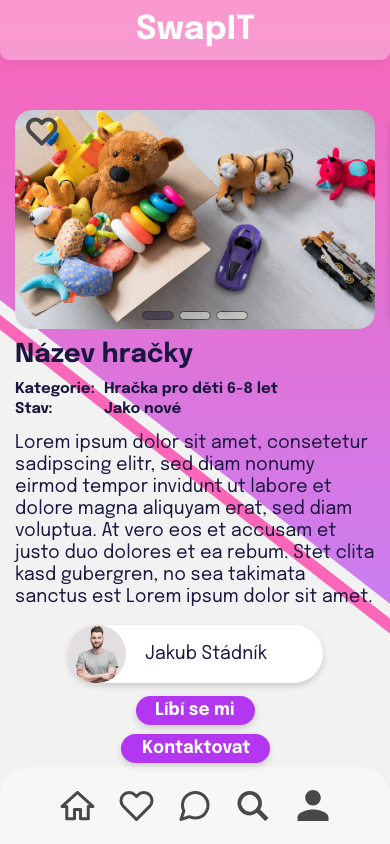 SwapIT
Název hračky
Kategorie: Hračka pro děti 6-8 let
Stav: Jako nové
Lorem ipsum dolor sit amet, consetetur
sadipscing elitr, sed diam nonumy
eirmod tempor invidunt ut labore et
dolore magna aliquyam erat, sed diam
voluptua. At vero eos et accusam et
justo duo dolores et ea rebum. Stet clita
kasd gubergren, no sea takimata
sanctus est Lorem ipsum dolor sit amet.
Jakub Stádník
Líbí se mi
Kontaktovat